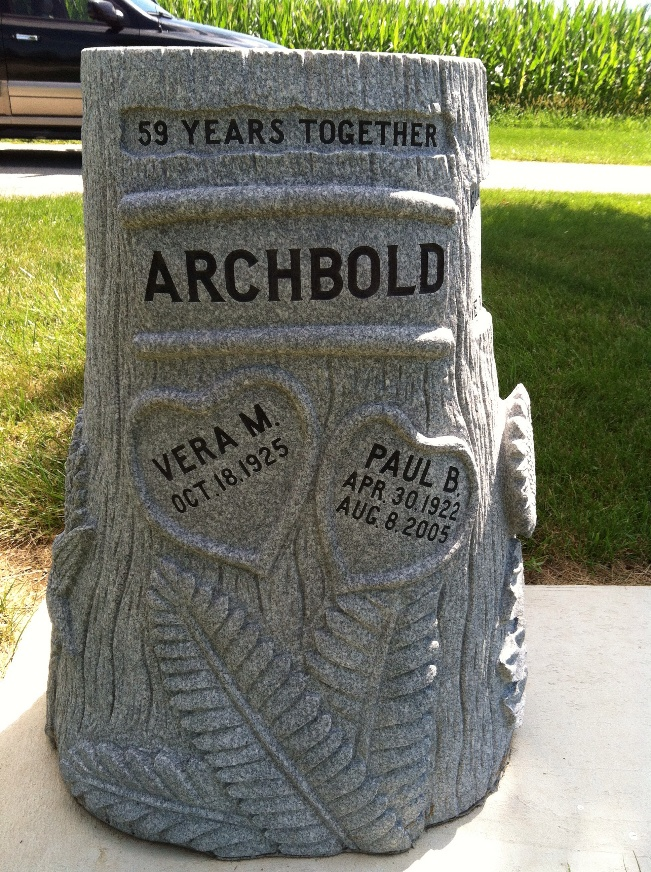 59 YEARS TOGETHER
ARCHBOLD
VERA M.
OCT. 18. 1925
PAUL B.
APR. 30. 1922
AUG. 8 2005